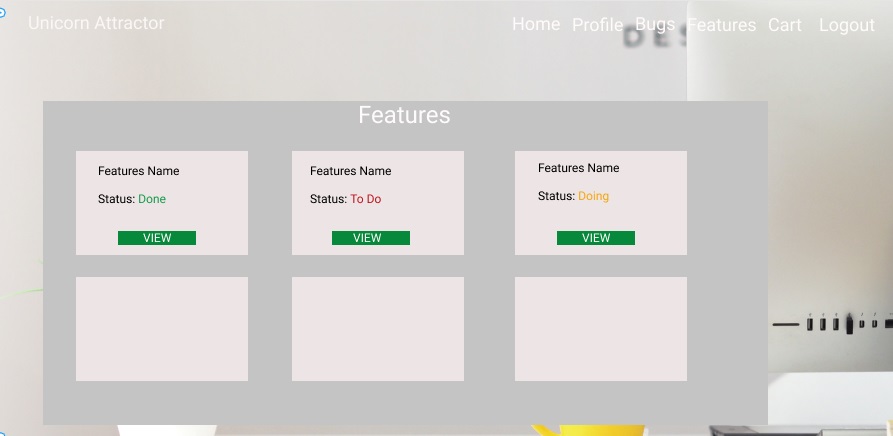 Unicorn Attractor
Home Profile Bugs Features Cart Logout
DES
Features
Features Name
Status: Done
VIEW
Features Name
Status: To Do
VIEW
Features Name
Status: Doing
VIEW